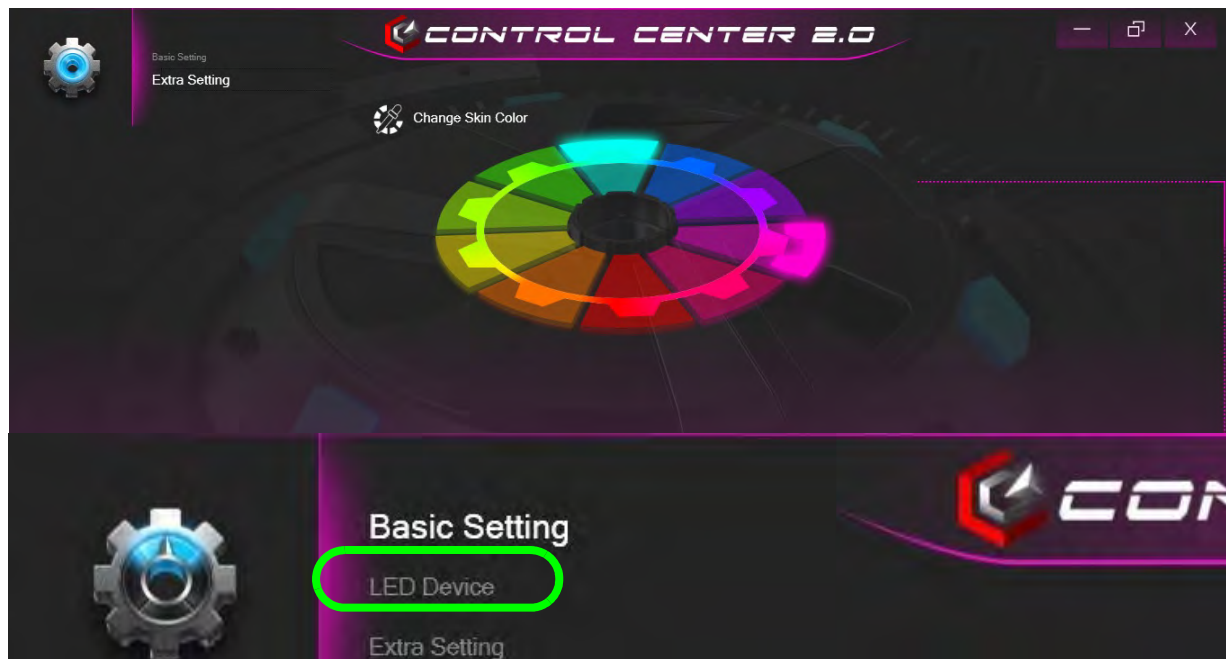 CONTROL CENTER 2.0
X
Basic Setting
Extra Setting
Change Skin Color
CON
Basic Setting
LED Device
Extra Setting